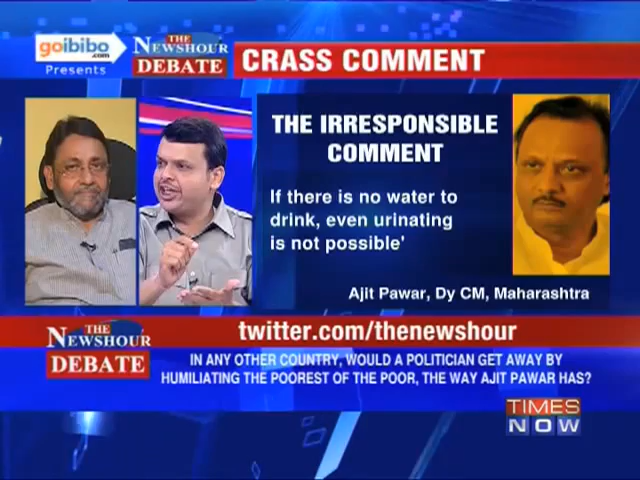 goibibo.com
Presents
THE
NEWSHOUR
DEBATE
CRASS COMMENT
THE IRRESPONSIBLE
COMMENT
If there is no water to
drink, even urinating
is not possible'
Ajit Pawar, Dy CM, Maharashtra
THE
NEWSHOUR
DEBATE
twitter.com/thenewshour
IN ANY OTHER COUNTRY, WOULD A POLITICIAN GET AWAY BY
HUMILIATING THE POOREST OF THE POOR, THE WAY AJIT PAWAR HAS?
TIMES
NOW